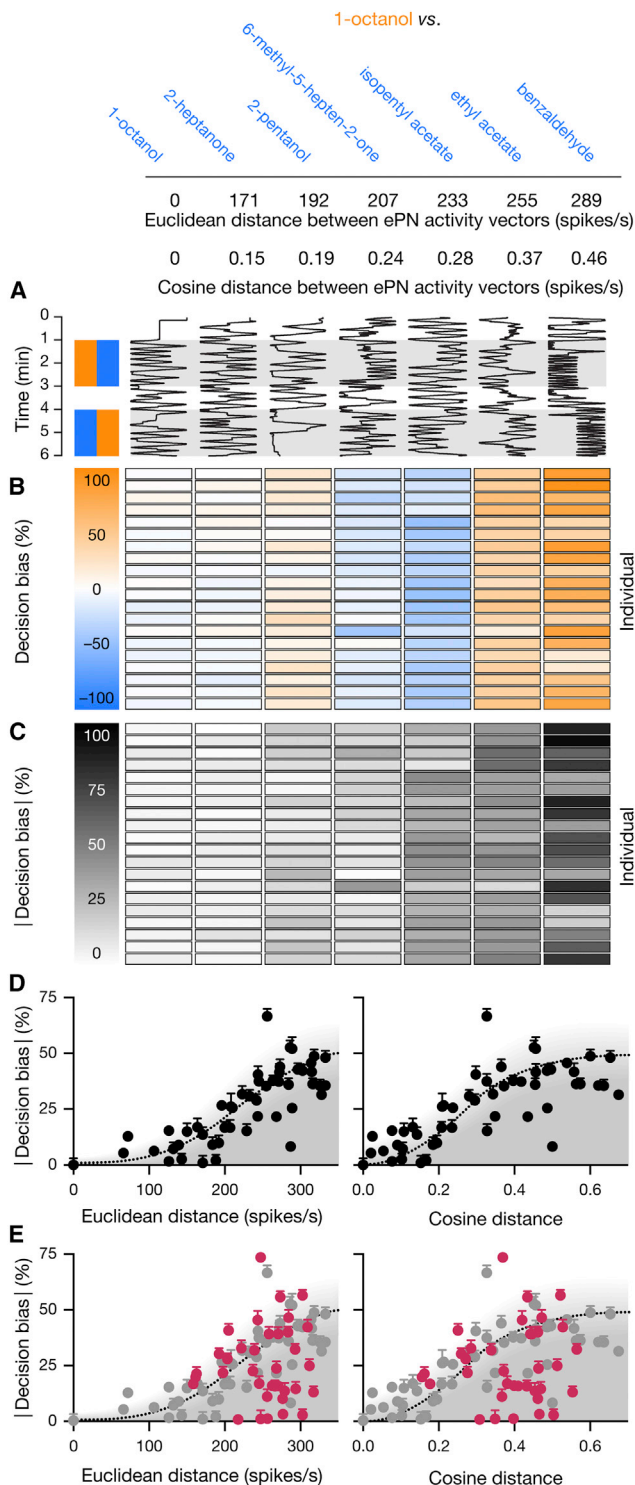 1-octanol vs.
1-octanol
2-heptanone
2-pentanol
6-methyl-5-hepten-2-one
isopentyl acetate
ethyl acetate
benzaldehyde
0 171 192 207 233 255 289
Euclidean distance between ePN activity vectors (spikes/s)
0 0.15 0.19 0.24 0.28 0.37 0.46
Cosine distance between ePN activity vectors (spikes/s)
A
Time (min)
0
1
2
3
4
5
6
B
Decision bias (%)
100
50
0
−50
−100
Individual
C
|Decision bias| (%)
100
75
50
25
0
Individual
D
|Decision bias| (%)
75
50
25
0
0 100 200 300
Euclidean distance (spikes/s)
0.0 0.2 0.4 0.6
Cosine distance
E
|Decision bias| (%)
75
50
25
0
0 100 200 300
Euclidean distance (spikes/s)
0.0 0.2 0.4 0.6
Cosine distance